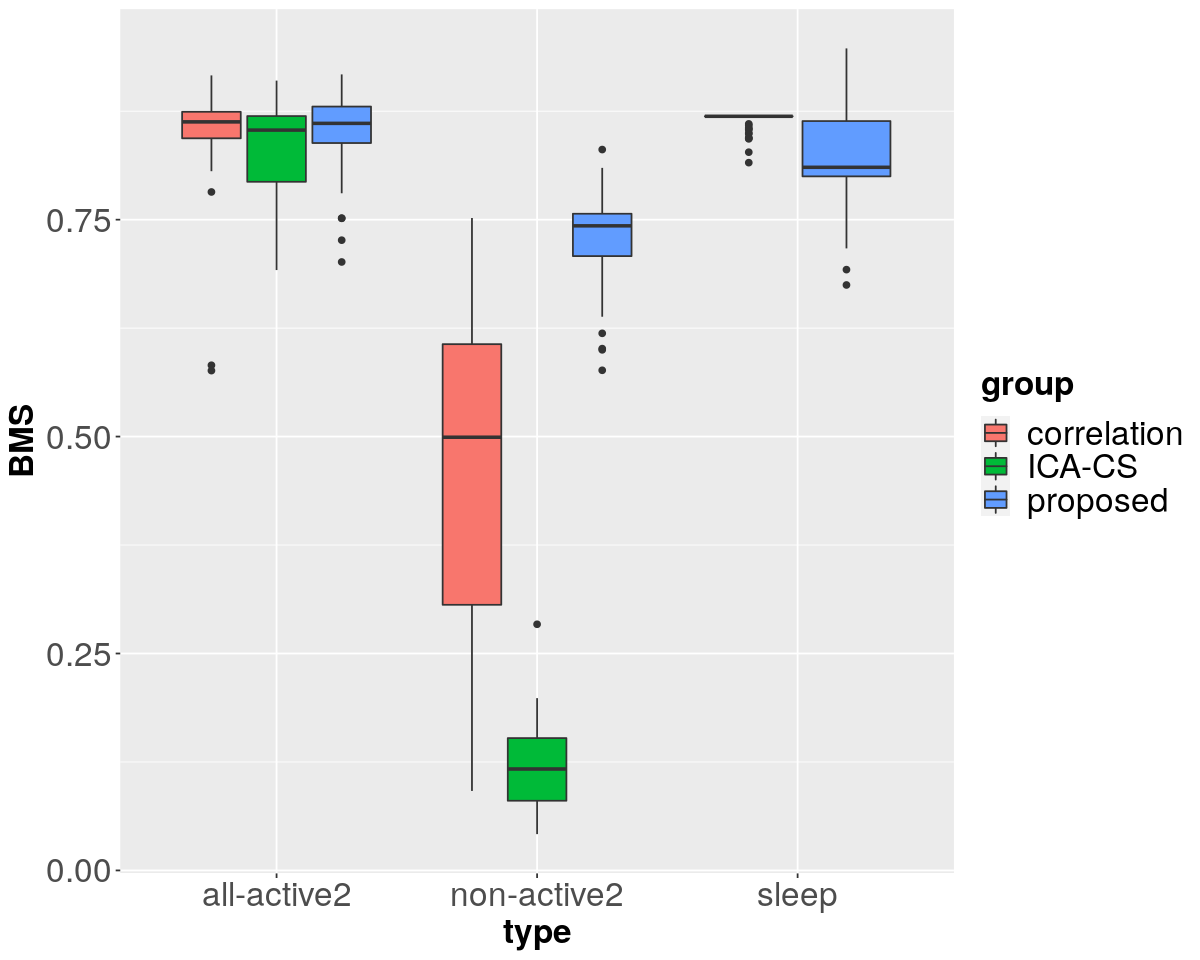 BMS
0.75
0.50
0.25
0.00
all-active2
non-active2
sleep
type
group
correlation
ICA-CS
proposed